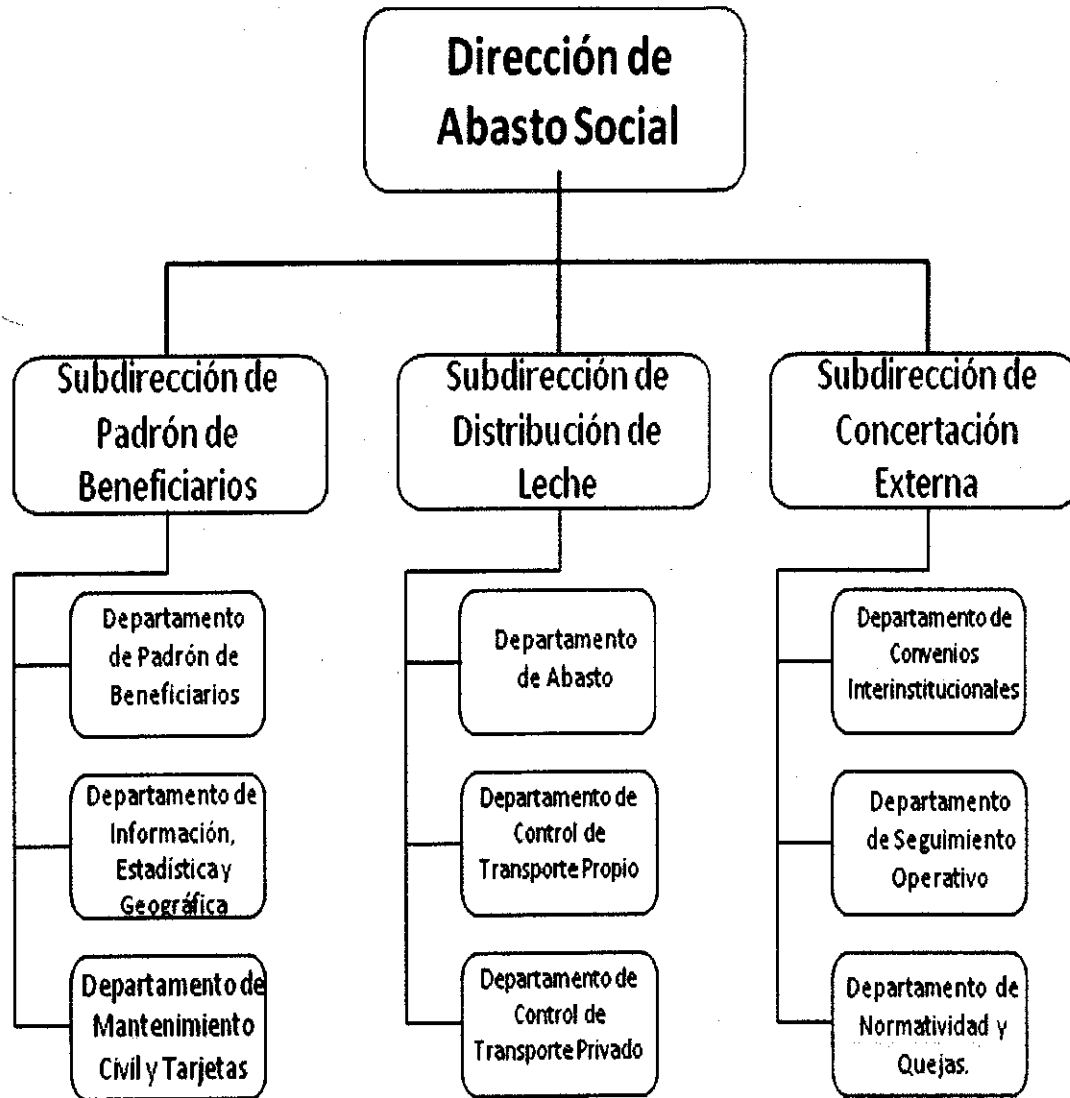 Dirección de
Abasto Social
Subdirección de
Padrón de
Beneficiarios
Subdirección de
Distribución de
Leche
Subdirección de
Concertación
Externa
Departamento
de Padrón de
Beneficiarios
Departamento de
Información,
Estadística y
Geográfica
Departamento de
Mantenimiento
Civil y Tarjetas
Departamento
de Abasto
Departamento de
Control de
Transporte Propio
Departamento de
Control de
Transporte Privado
Departamento de
Convenios
Interinstitucionales
Departamento
de Seguimiento
Operativo
Departamento de
Normatividad y
Quejas.